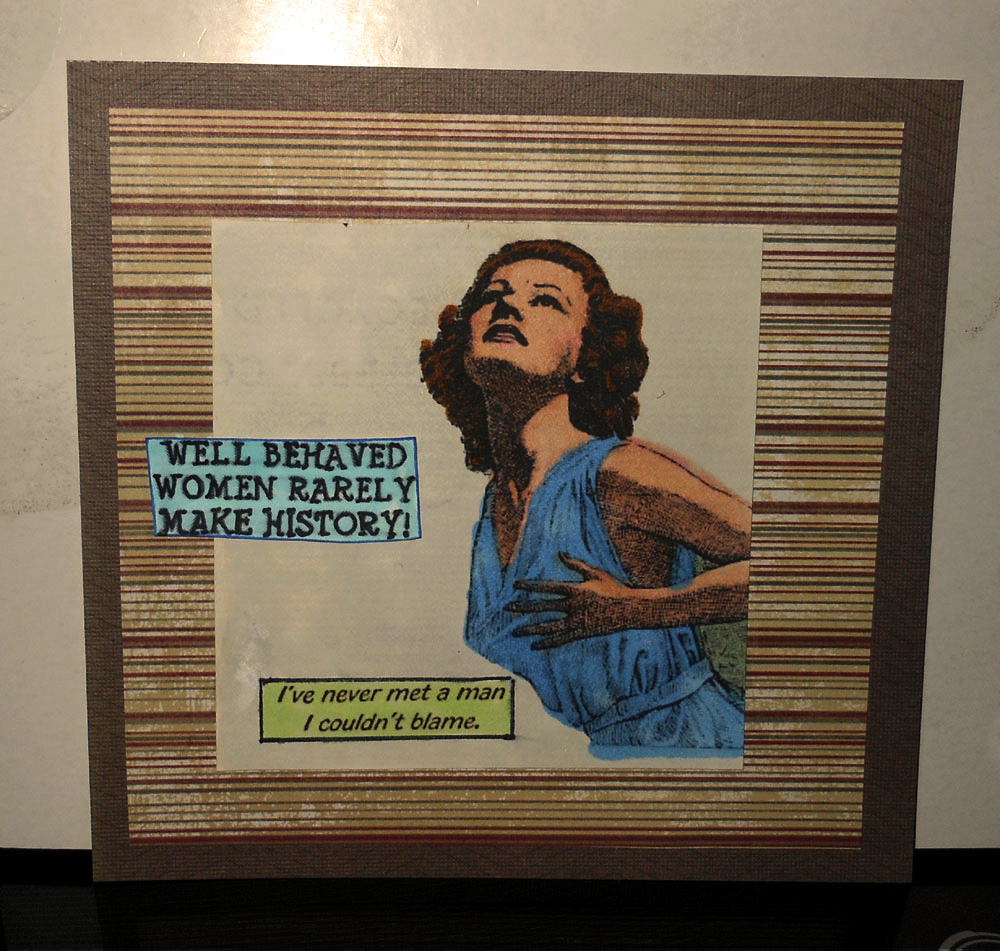 WELL BEHAVED
WOMEN RARELY
MAKE HISTORY!
I've never met a man
I couldn't blame.